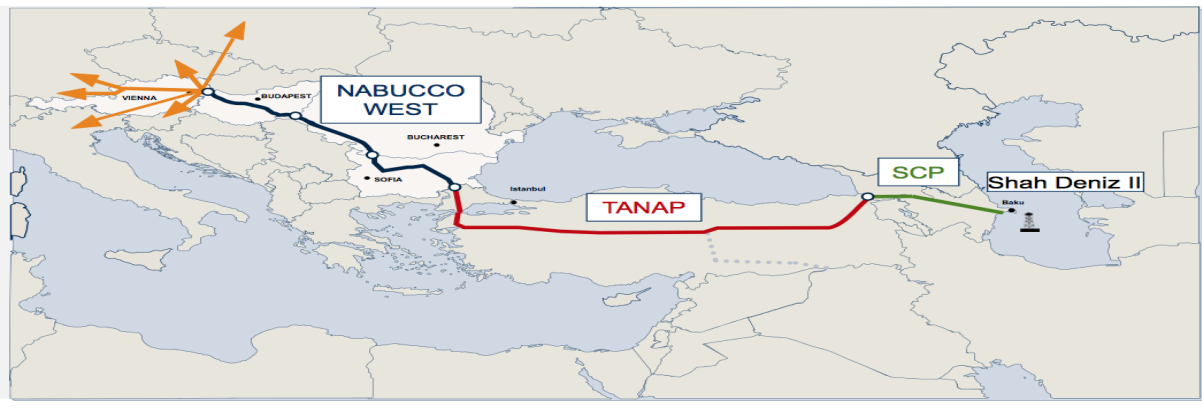 NABUCCO
WEST
VIENNA
BUDAPEST
BUCHAREST
SOFIA
Istanbul
TANAP
SCP
Shah Deniz II
Baku